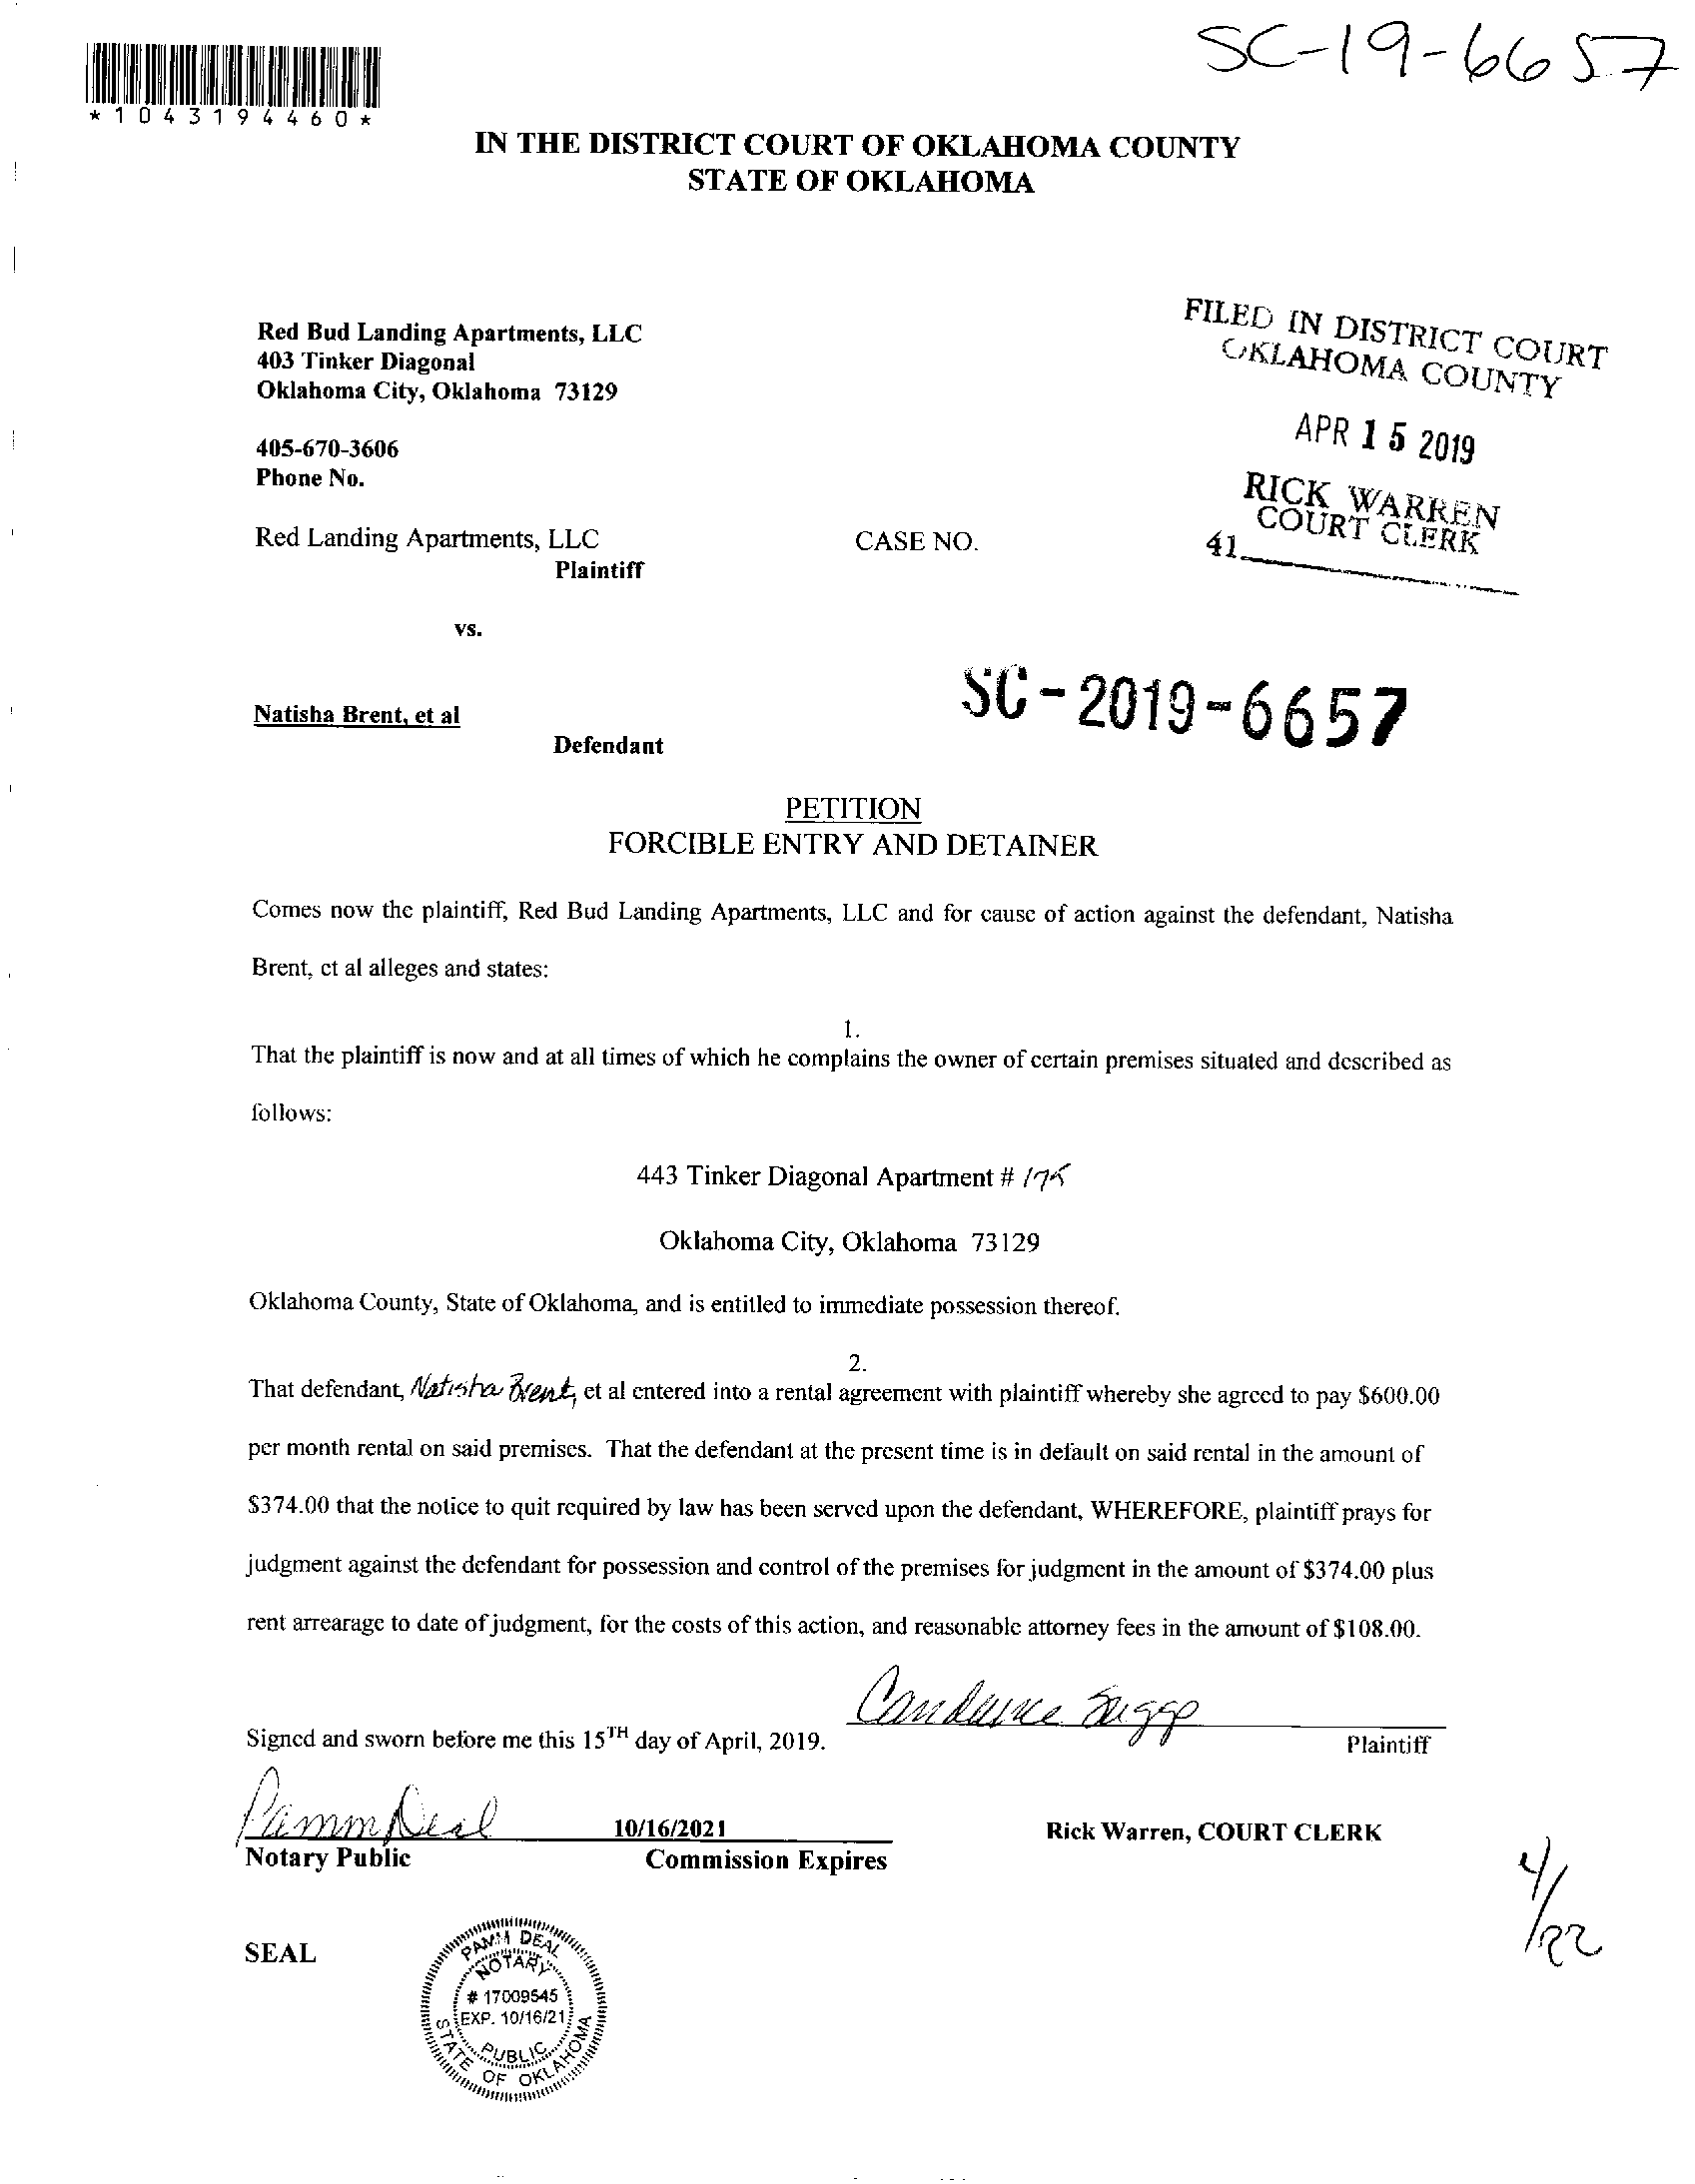 SC-19-6657
*1043194460*
IN THE DISTRICT COURT OF OKLAHOMA COUNTY
STATE OF OKLAHOMA
FILED IN DISTRICT COURT
OKLAHOMA COUNTY
APR 15 2019
RICK WARREN
COURT CLERK
41
Red Bud Landing Apartments, LLC
403 Tinker Diagonal
Oklahoma City, Oklahoma 73129
405-670-3606
Phone No.
Red Landing Apartments, LLC
Plaintiff
CASE NO.
vs.
SC-2019-6657
Natisha Brent, et al
Defendant
PETITION
FORCIBLE ENTRY AND DETAINER
Comes now the plaintiff, Red Bud Landing Apartments, LLC and for cause of action against the defendant, Natisha
Brent, et al alleges and states:
1.
That the plaintiff is now and at all times of which he complains the owner of certain premises situated and described as
follows:
443 Tinker Diagonal Apartment # 175
Oklahoma City, Oklahoma 73129
Oklahoma County, State of Oklahoma, and is entitled to immediate possession thereof.
2.
That defendant, Natisha Brent, et al entered into a rental agreement with plaintiff whereby she agreed to pay $600.00
per month rental on said premises. That the defendant at the present time is in default on said rental in the amount of
$374.00 that the notice to quit required by law has been served upon the defendant, WHEREFORE, plaintiff prays for
judgment against the defendant for possession and control of the premises for judgment in the amount of $374.00 plus
rent arrearage to date of judgment, for the costs of this action, and reasonable attorney fees in the amount of $108.00.
Candaice Suggs
Signed and sworn before me this 15TH day of April, 2019.
Plaintiff
Pamm Deal
10/16/2021
Rick Warren, COURT CLERK
Notary Public
Commission Expires
4/22
SEAL
PAMM DEAL
NOTARY
# 17009545
EXP. 10/16/21
PUBLIC
STATE OF OKLAHOMA